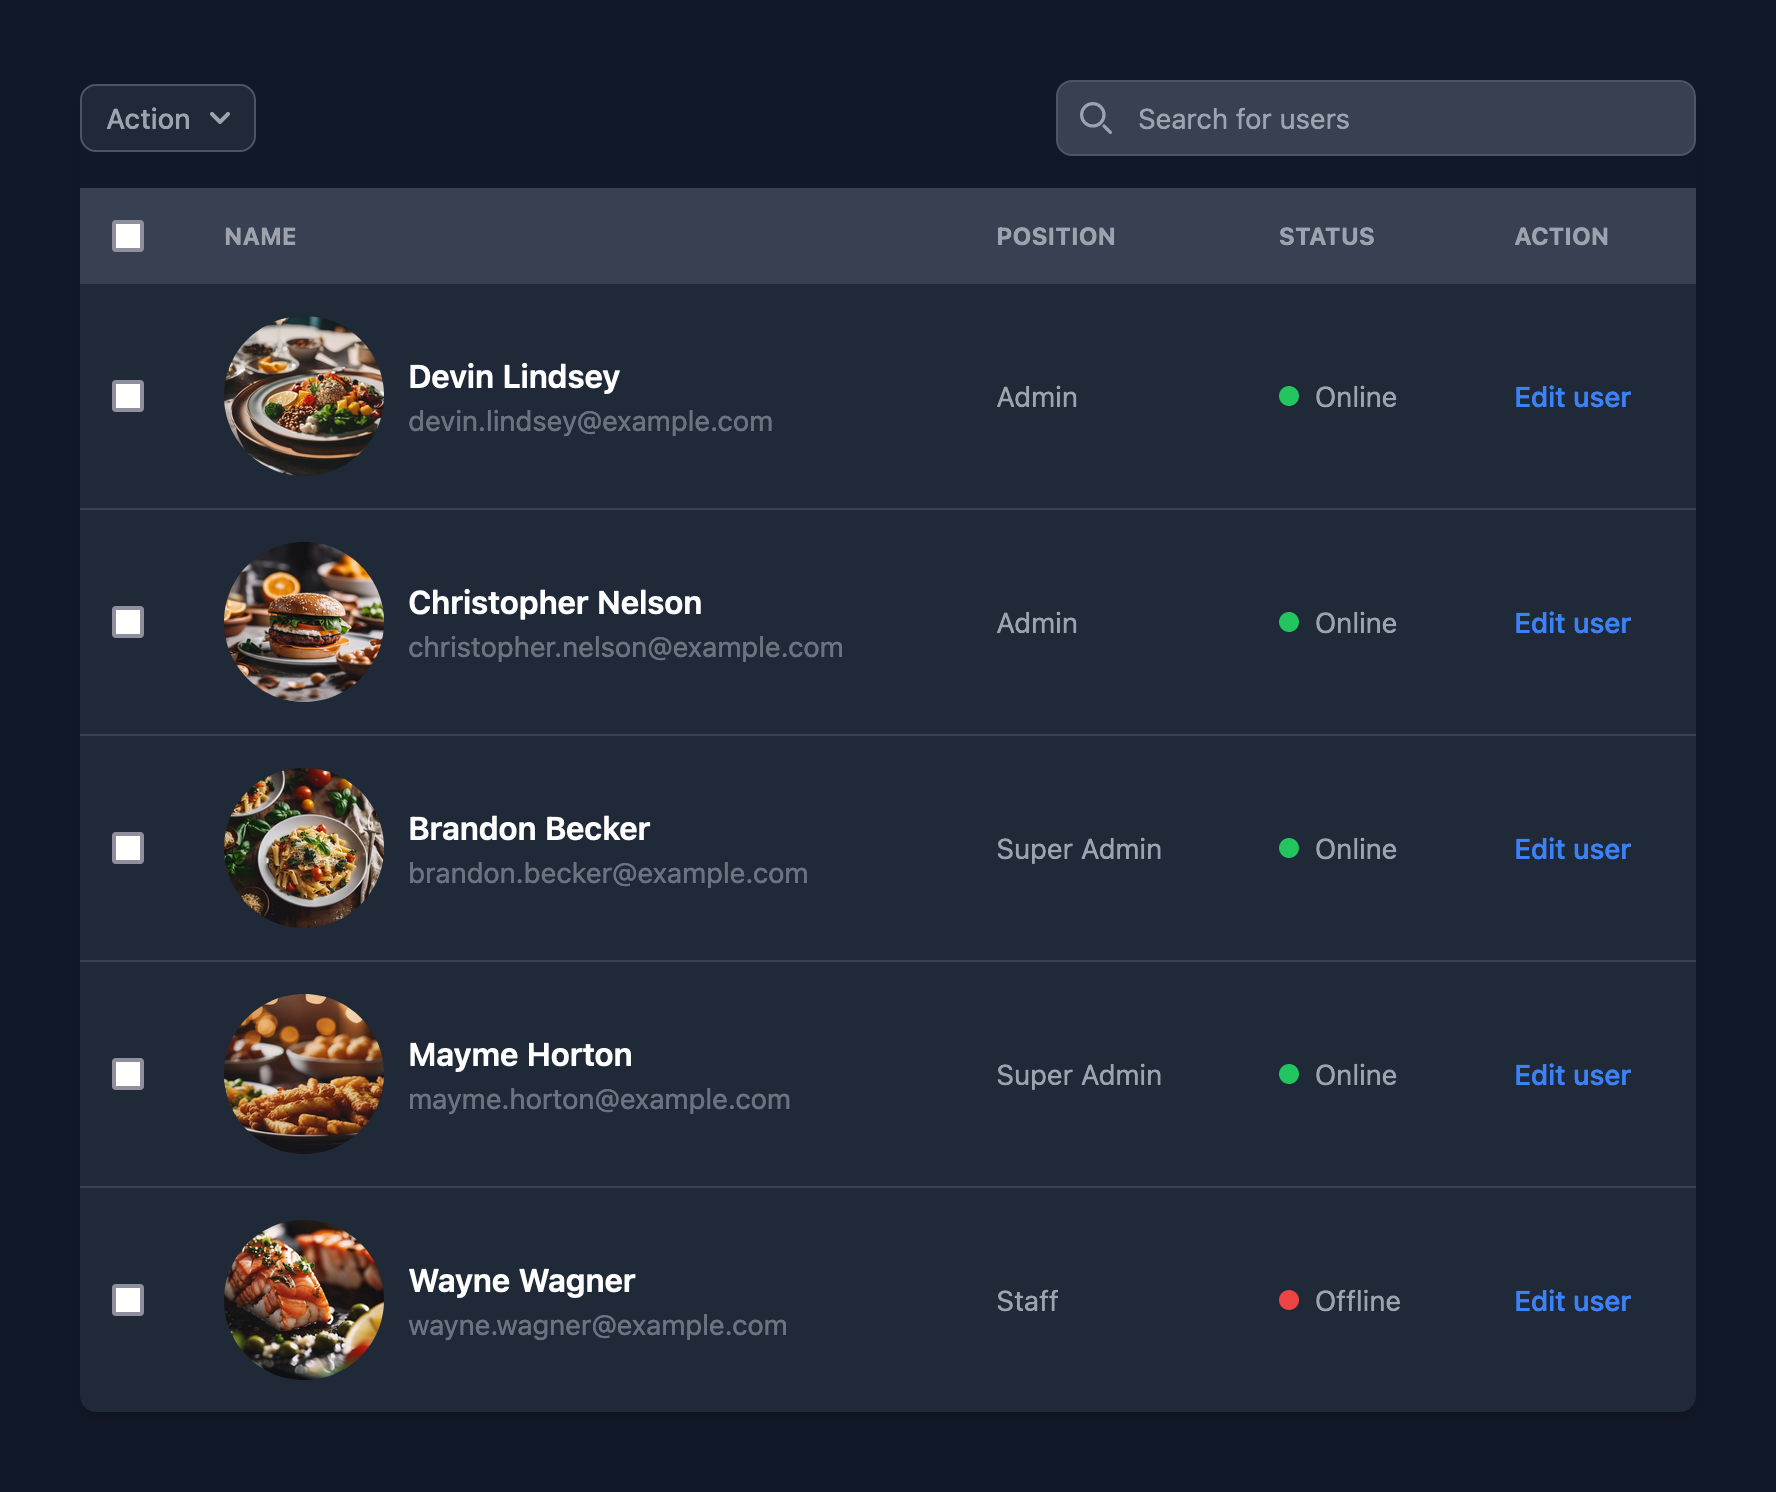 Action
Search for users
NAME POSITION STATUS ACTION
Devin Lindsey
devin.lindsey@example.com
Admin Online Edit user
Christopher Nelson
christopher.nelson@example.com
Admin Online Edit user
Brandon Becker
brandon.becker@example.com
Super Admin Online Edit user
Mayme Horton
mayme.horton@example.com
Super Admin Online Edit user
Wayne Wagner
wayne.wagner@example.com
Staff Offline Edit user